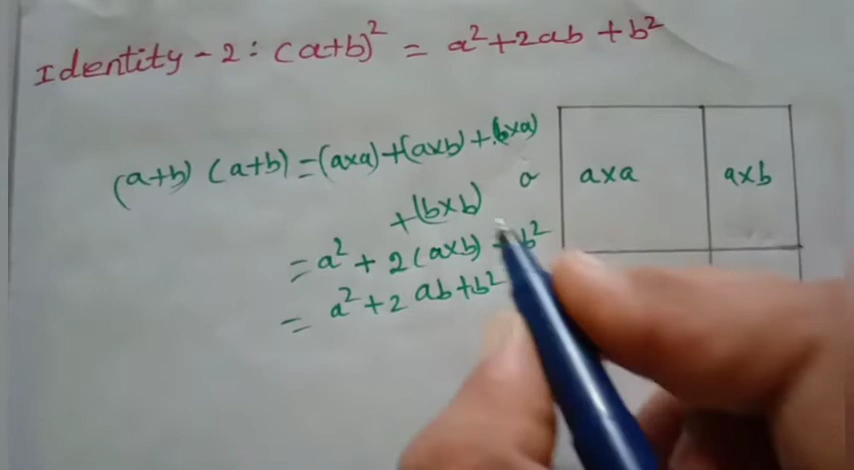 Identity - 2 : (a+b)² = a²+2ab +b²
(a+b) (a+b) = (a×a)+(a×b)+(b×a)
+(b×b)
= a² + 2(a×b) + b²
= a²+2 ab+b²
a
a×a
a×b